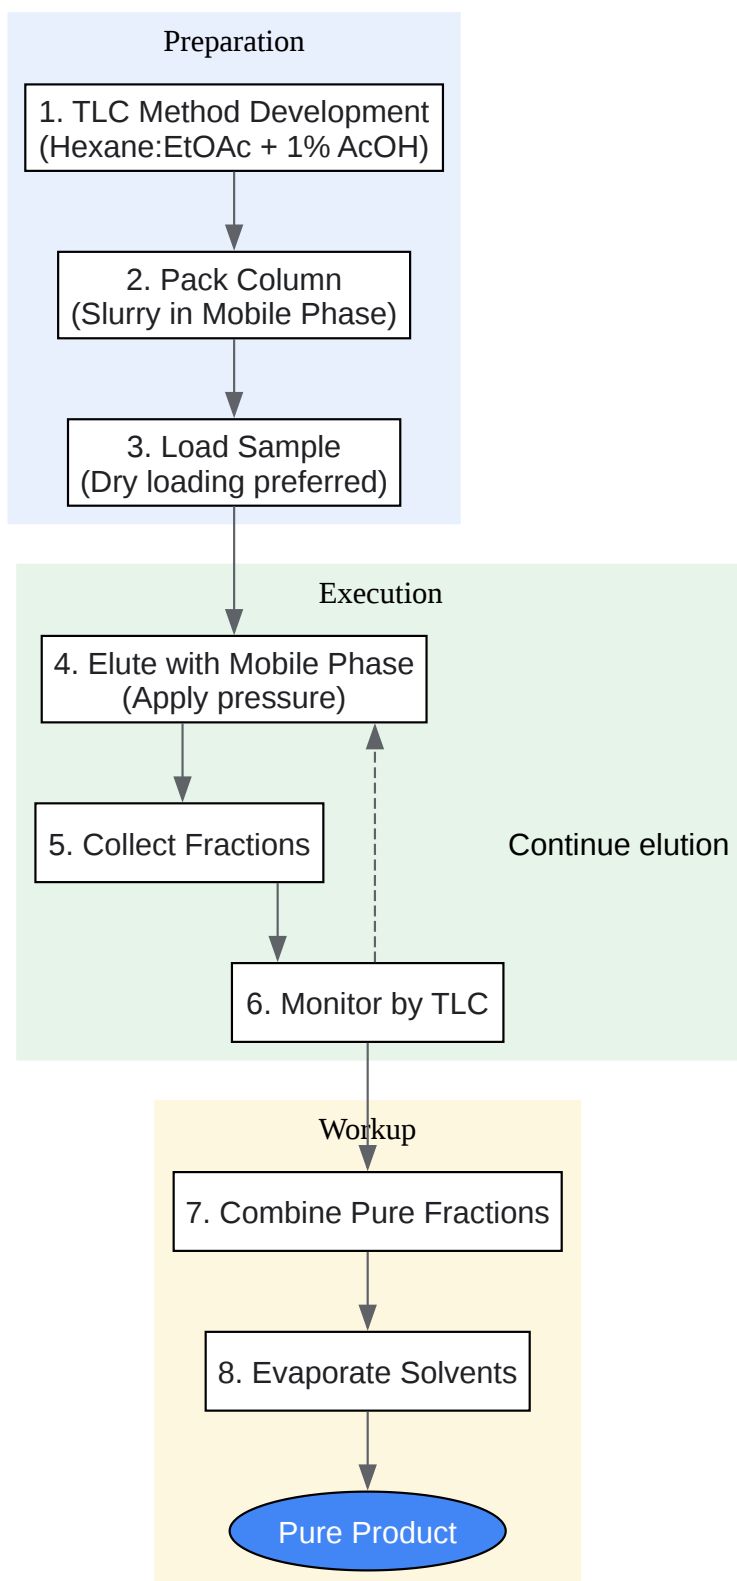 Preparation
1. TLC Method Development
(Hexane:EtOAc + 1% AcOH)
2. Pack Column
(Slurry in Mobile Phase)
3. Load Sample
(Dry loading preferred)
Execution
4. Elute with Mobile Phase
(Apply pressure)
5. Collect Fractions
Continue elution
6. Monitor by TLC
Workup
7. Combine Pure Fractions
8. Evaporate Solvents
Pure Product